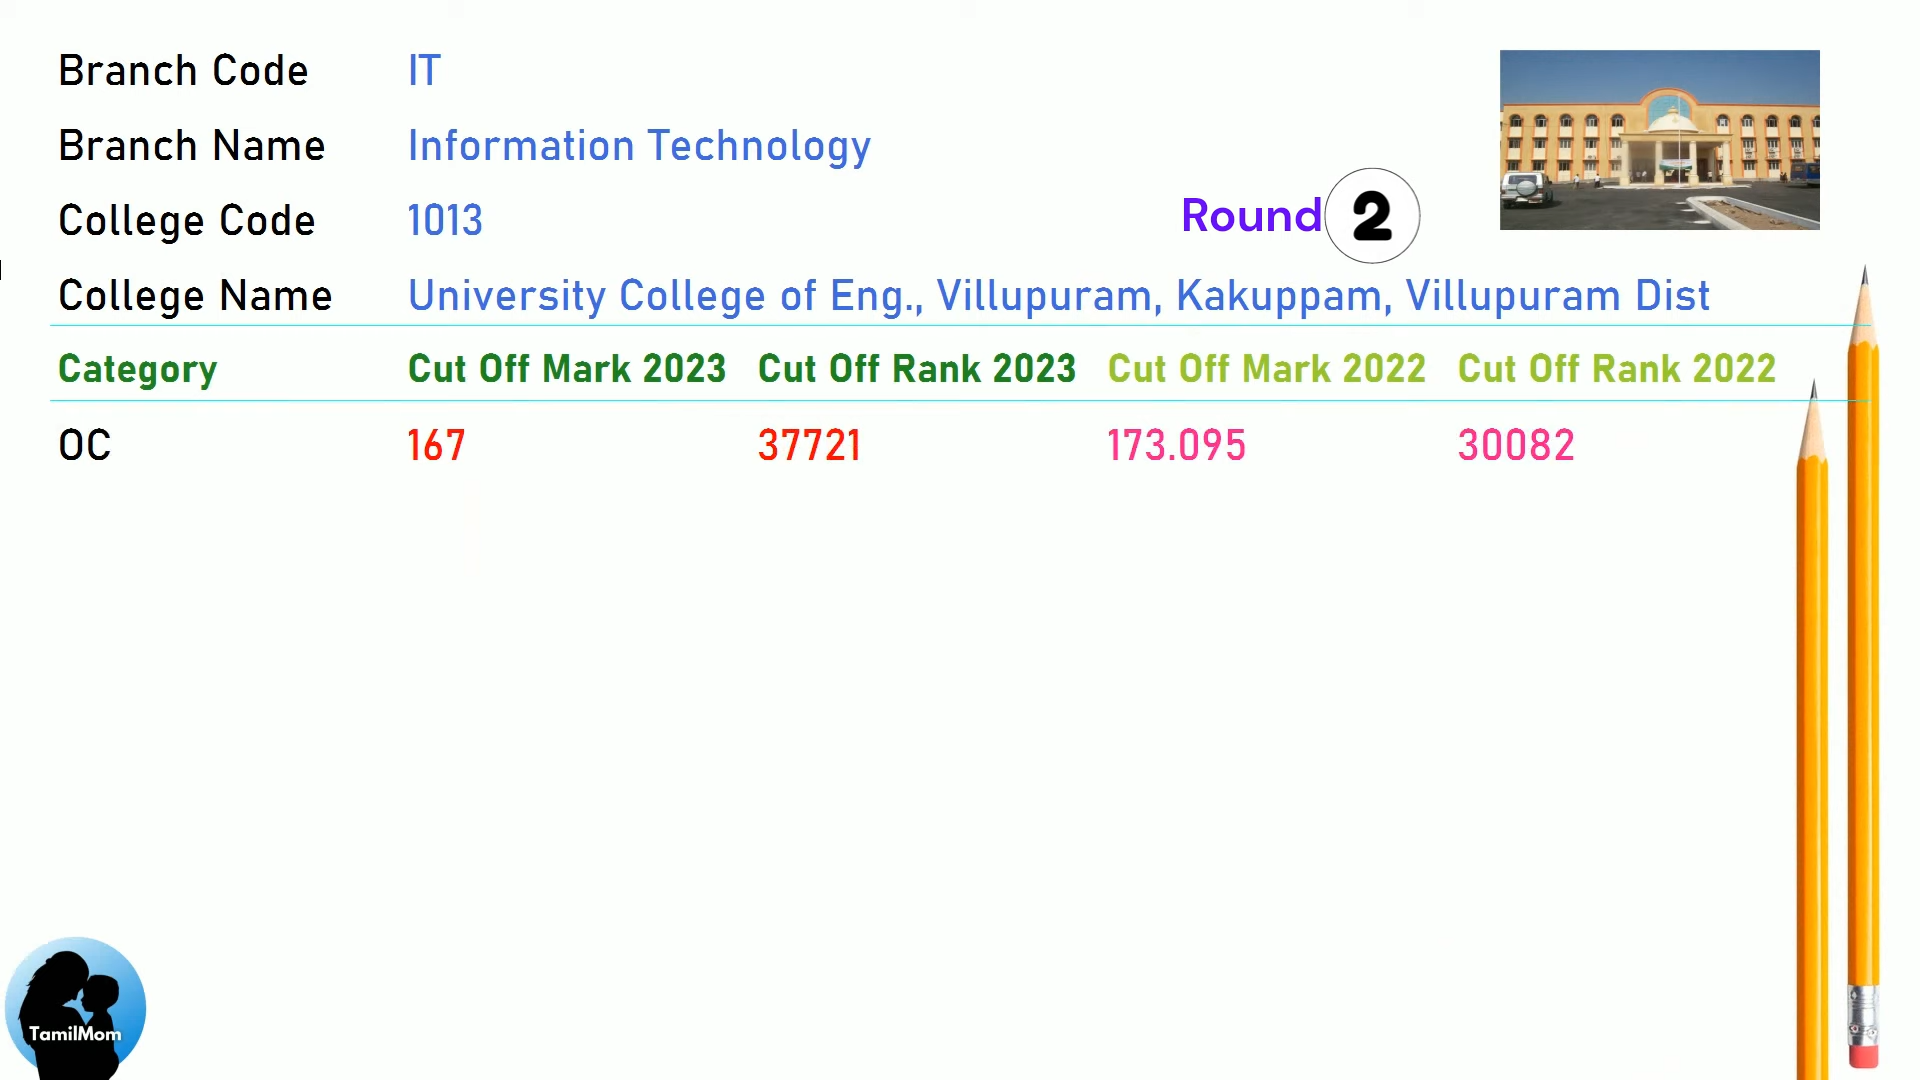 Branch Code IT
Branch Name Information Technology
College Code 1013
Round 2
College Name University College of Eng., Villupuram, Kakuppam, Villupuram Dist
Category Cut Off Mark 2023 Cut Off Rank 2023 Cut Off Mark 2022 Cut Off Rank 2022
OC 167 37721 173.095 30082
TamilMom